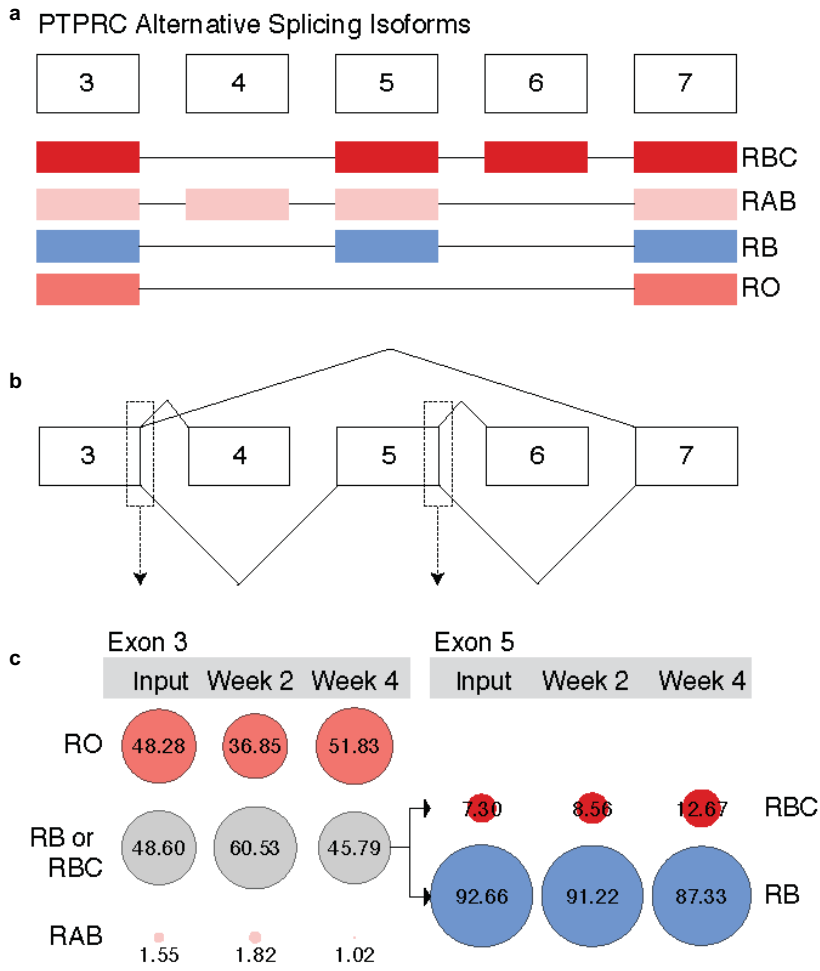 a
PTPRC Alternative Splicing Isoforms
3 4 5 6 7
RBC
RAB
RB
RO
b
3 4 5 6 7
c
Exon 3 Exon 5
Input Week 2 Week 4 Input Week 2 Week 4
RO 48.28 36.85 51.83
7.30 8.56 12.67 RBC
RB or
RBC
48.60 60.53 45.79
92.66 91.22 87.33 RB
RAB
1.55 1.82 1.02